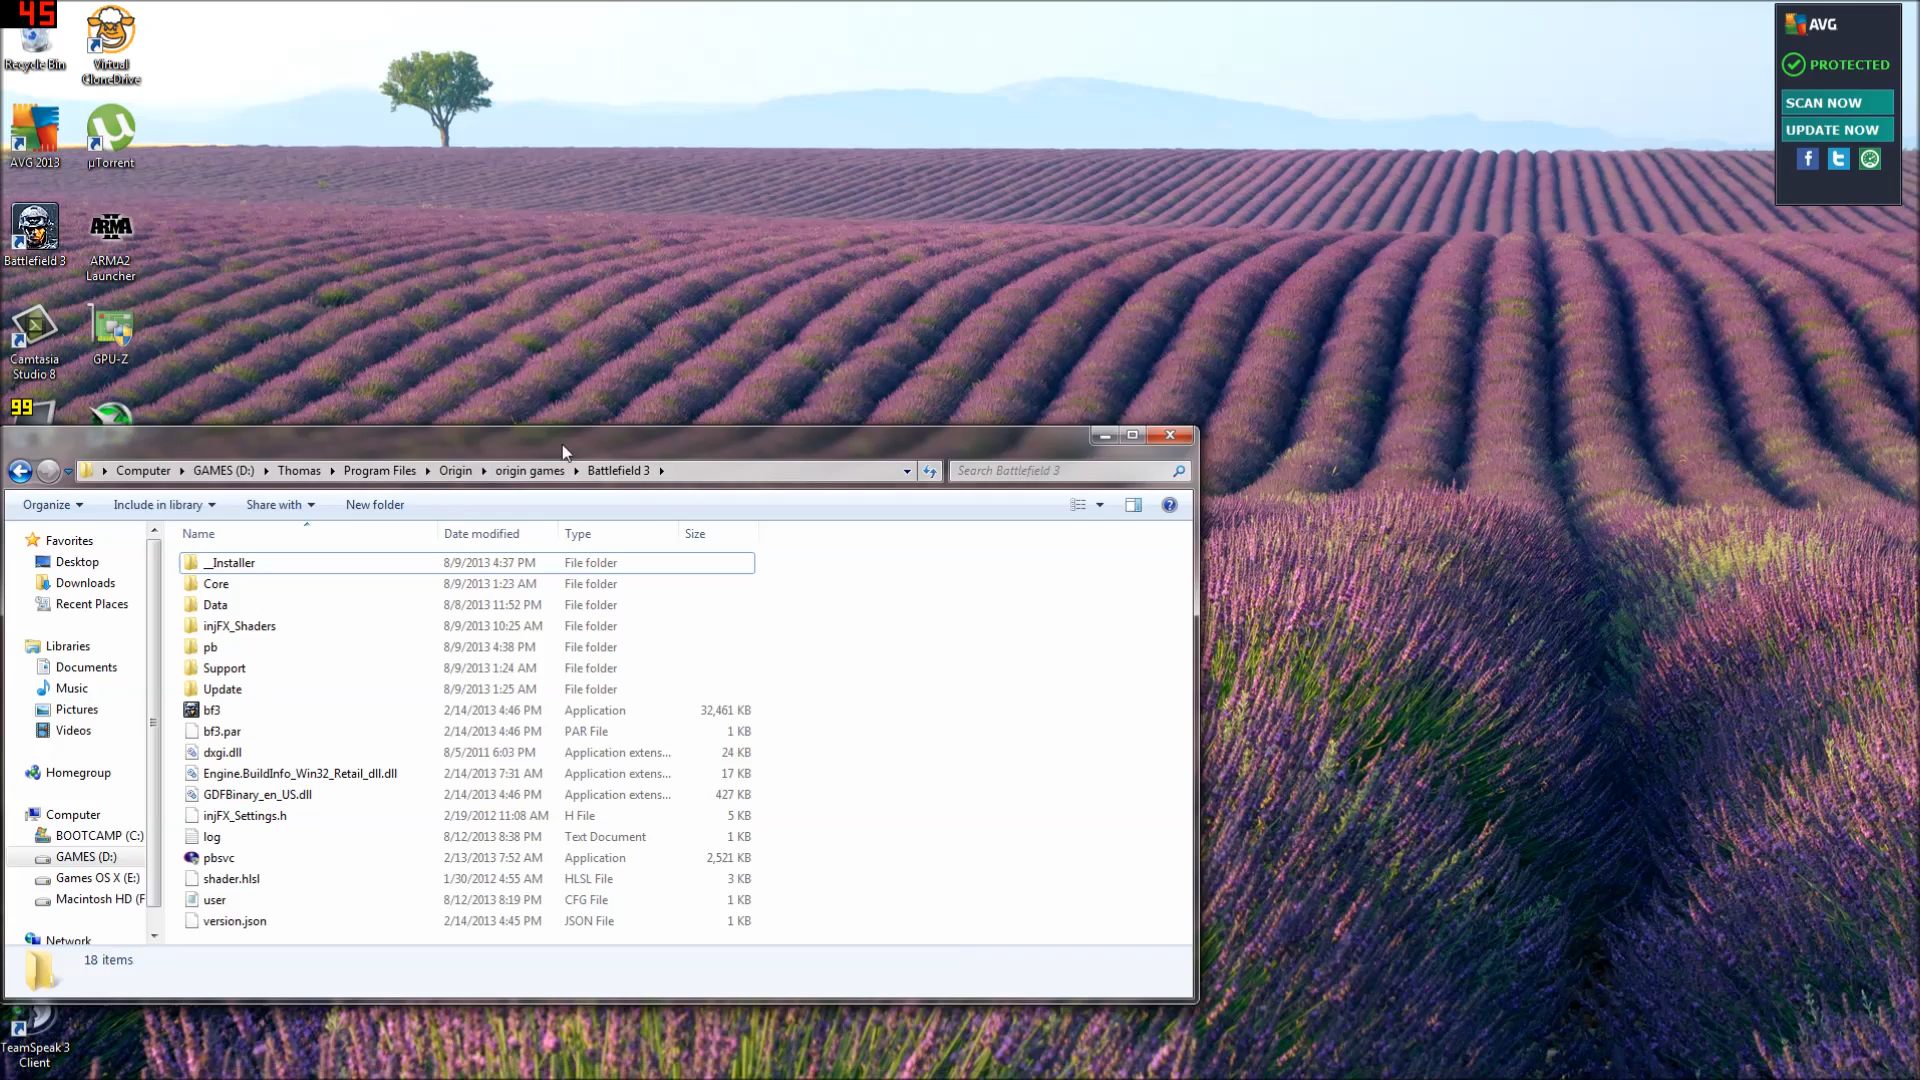 45
Recycle Bin
Virtual
CloneDrive
AVG 2013
µTorrent
Battlefield 3
ARMA
ARMA2
Launcher
Camtasia
Studio 8
GPU-Z
99
AVG
PROTECTED
SCAN NOW
UPDATE NOW
Computer GAMES (D:) Thomas Program Files Origin origin games Battlefield 3
Search Battlefield 3
Organize Include in library Share with New folder
Name Date modified Type Size
Favorites
Desktop
Downloads
Recent Places
Libraries
Documents
Music
Pictures
Videos
Homegroup
Computer
BOOTCAMP (C:)
GAMES (D:)
Games OS X (E:)
Macintosh HD (F
Network
__Installer 8/9/2013 4:37 PM File folder
Core 8/9/2013 1:23 AM File folder
Data 8/8/2013 11:52 PM File folder
injFX_Shaders 8/9/2013 10:25 AM File folder
pb 8/9/2013 4:38 PM File folder
Support 8/9/2013 1:24 AM File folder
Update 8/9/2013 1:25 AM File folder
bf3 2/14/2013 4:46 PM Application 32,461 KB
bf3.par 2/14/2013 4:46 PM PAR File 1 KB
dxgi.dll 8/5/2011 6:03 PM Application extens... 24 KB
Engine.BuildInfo_Win32_Retail_dll.dll 2/14/2013 7:31 AM Application extens... 17 KB
GDFBinary_en_US.dll 2/14/2013 4:46 PM Application extens... 427 KB
injFX_Settings.h 2/19/2012 11:08 AM H File 5 KB
log 8/12/2013 8:38 PM Text Document 1 KB
pbsvc 2/13/2013 7:52 AM Application 2,521 KB
shader.hlsl 1/30/2012 4:55 AM HLSL File 3 KB
user 8/12/2013 8:19 PM CFG File 1 KB
version.json 2/14/2013 4:45 PM JSON File 1 KB
18 items
TeamSpeak 3
Client